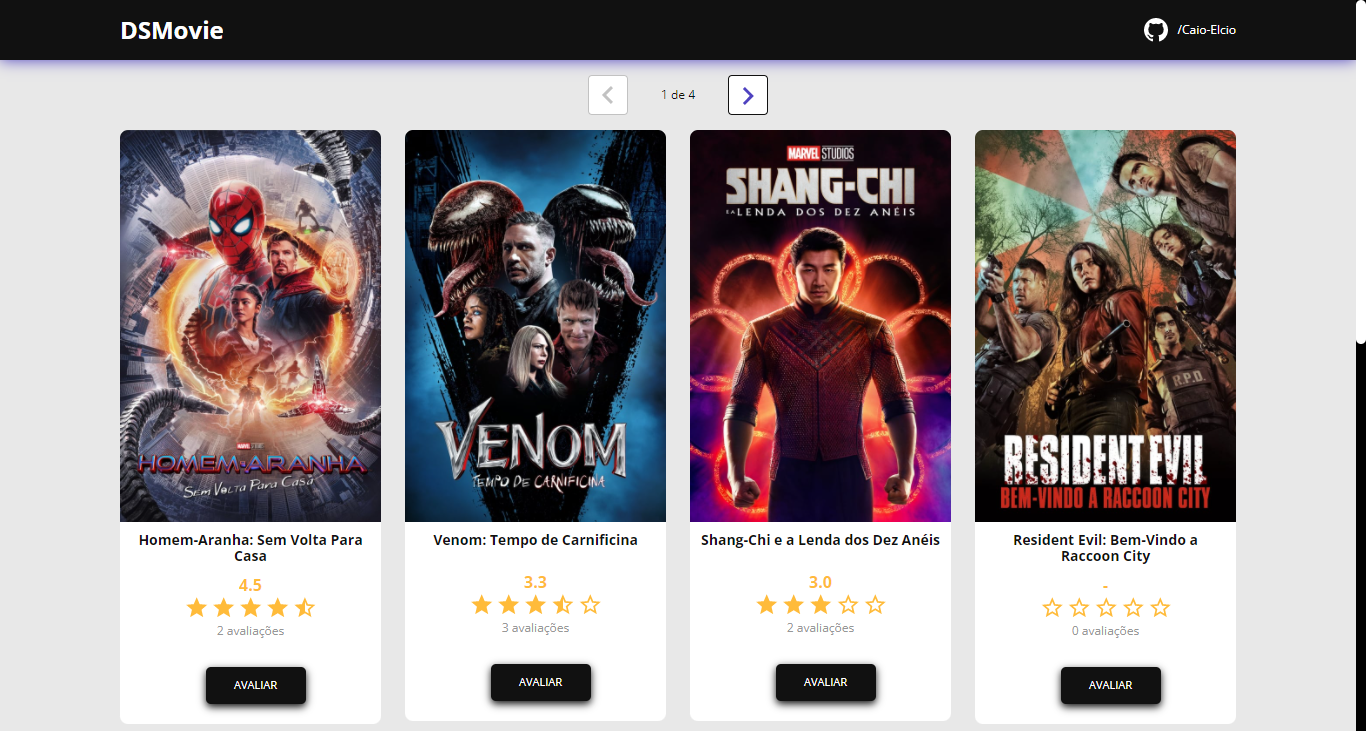 DSMovie
/Caio-Elcio
1 de 4
MARVEL STUDIOS
HOMEM-ARANHA
SEM VOLTA PARA CASA
Homem-Aranha: Sem Volta Para
Casa
4.5
2 avaliações
AVALIAR
VENOM
TEMPO DE CARNIFICINA
Venom: Tempo de Carnificina
3.3
3 avaliações
AVALIAR
MARVEL STUDIOS
SHANG-CHI
E A LENDA DOS DEZ ANÉIS
Shang-Chi e a Lenda dos Dez Anéis
3.0
2 avaliações
AVALIAR
R.P.D.
RESIDENT EVIL
BEM-VINDO A RACCOON CITY
Resident Evil: Bem-Vindo a
Raccoon City
-
0 avaliações
AVALIAR